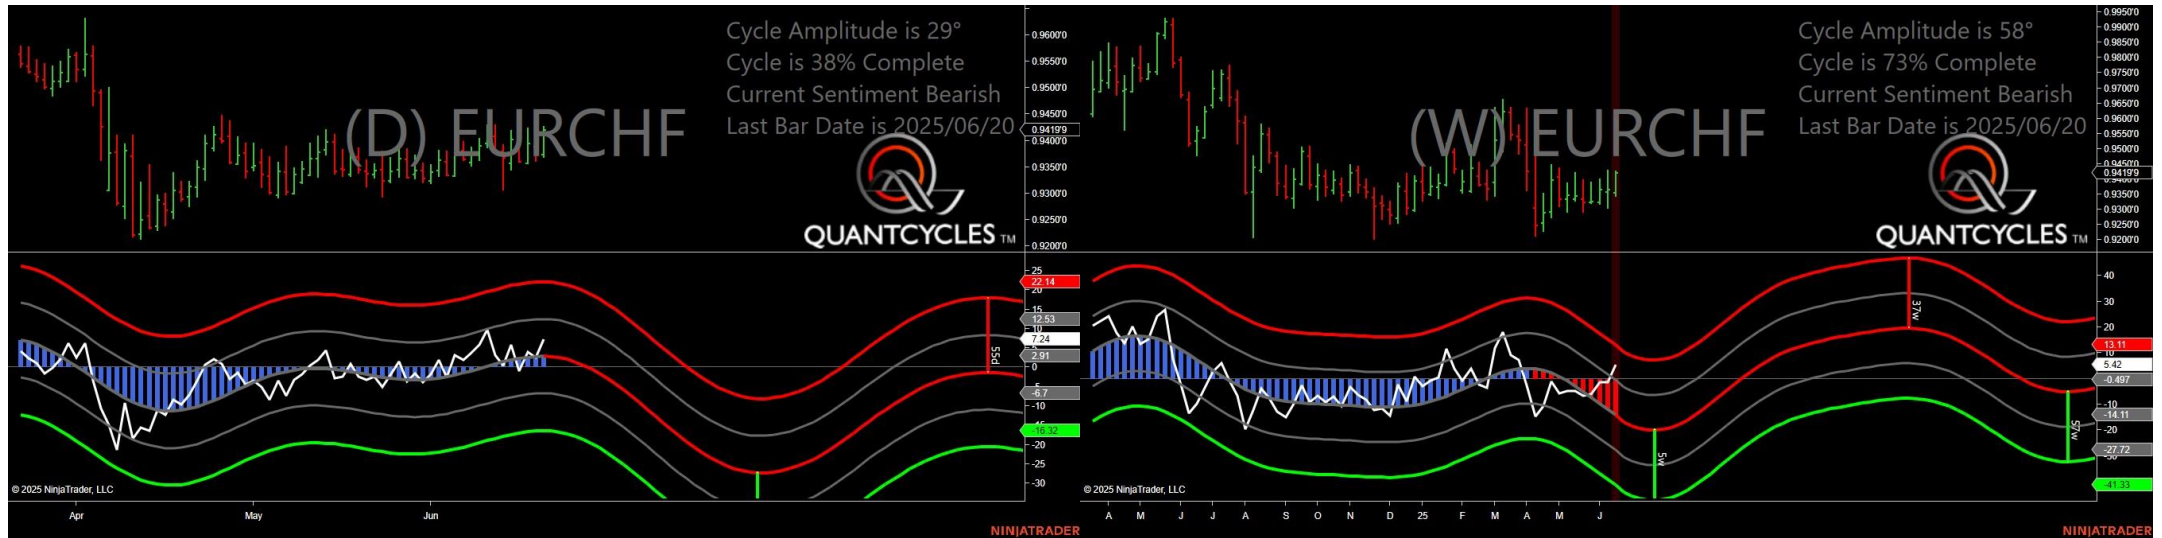 Cycle Amplitude is 29°
Cycle is 38% Complete
Current Sentiment Bearish
Last Bar Date is 2025/06/20
(D) EURCHF
QUANTCYCLES TM
0.9600'0
0.9550'0
0.9500'0
0.9450'0
0.9419'9
0.9400'0
0.9350'0
0.9300'0
0.9250'0
0.9200'0
25
22.14
20
15
12.53
10
7.24
2.91
0
-6.7
-10
-16.32
-20
-25
-30
55d
© 2025 NinjaTrader, LLC
Apr May Jun
NINJATRADER
Cycle Amplitude is 58°
Cycle is 73% Complete
Current Sentiment Bearish
Last Bar Date is 2025/06/20
(W) EURCHF
QUANTCYCLES TM
0.9950'0
0.9900'0
0.9850'0
0.9800'0
0.9750'0
0.9700'0
0.9650'0
0.9600'0
0.9550'0
0.9500'0
0.9450'0
0.9419'9
0.9350'0
0.9300'0
0.9250'0
0.9200'0
40
30
20
13.11
10
5.42
-0.497
-10
-14.11
-20
-27.72
-41.33
37w
5w
57w
© 2025 NinjaTrader, LLC
A M J J A S O N D 25 F M A M J
NINJATRADER